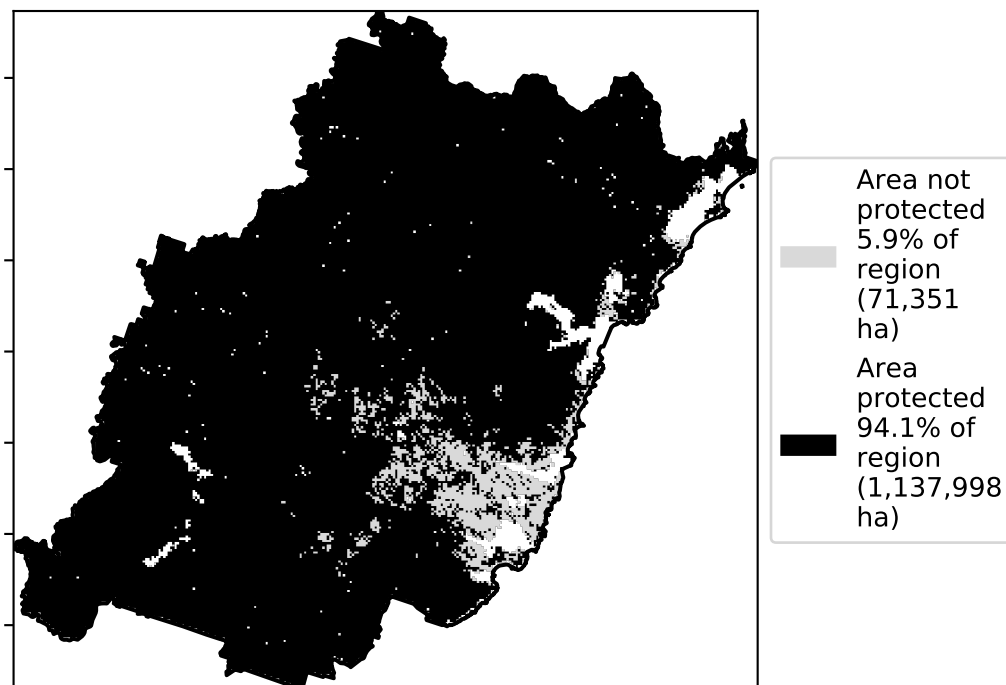 Area not
protected
5.9% of
region
(71,351
ha)
Area
protected
94.1% of
region
(1,137,998
ha)